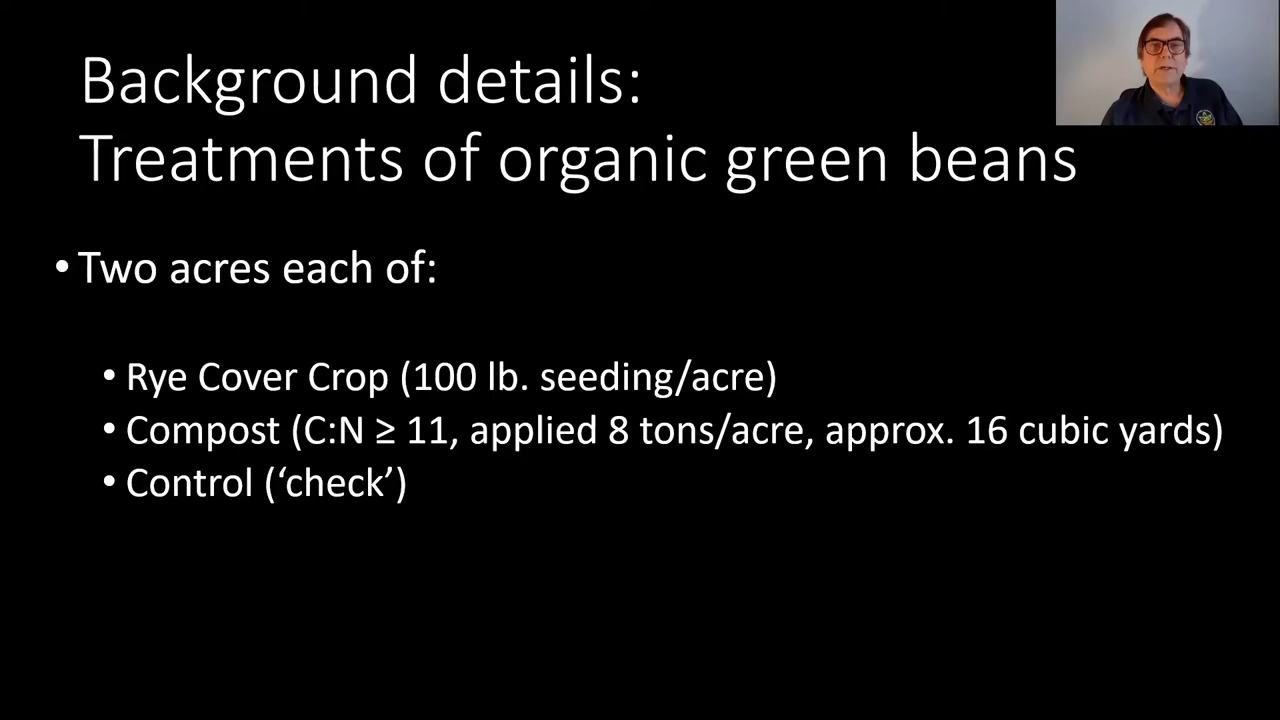 Background details:
Treatments of organic green beans
• Two acres each of:
• Rye Cover Crop (100 lb. seeding/acre)
• Compost (C:N ≥ 11, applied 8 tons/acre, approx. 16 cubic yards)
• Control (‘check’)